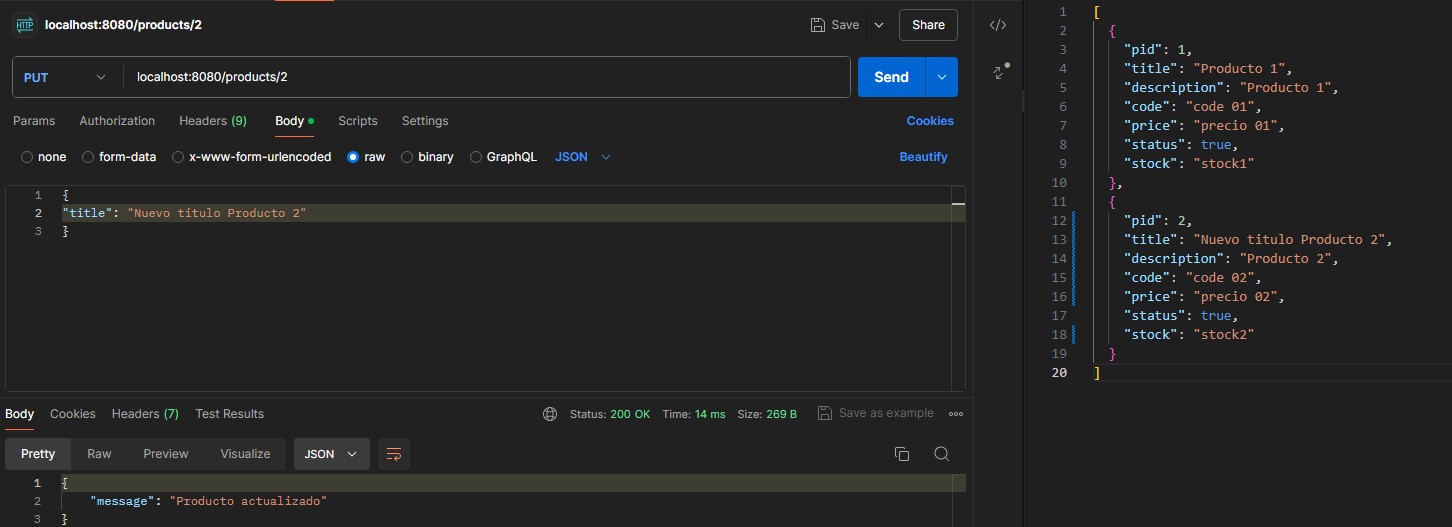 HTTP localhost:8080/products/2 Save Share
PUT localhost:8080/products/2 Send
Params Authorization Headers (9) Body Scripts Settings Cookies
none form-data x-www-form-urlencoded raw binary GraphQL JSON Beautify
1 {
2 "title": "Nuevo titulo Producto 2"
3 }
Body Cookies Headers (7) Test Results Status: 200 OK Time: 14 ms Size: 269 B Save as example
Pretty Raw Preview Visualize JSON
1 {
2 "message": "Producto actualizado"
3 }
1 [
2 {
3 "pid": 1,
4 "title": "Producto 1",
5 "description": "Producto 1",
6 "code": "code 01",
7 "price": "precio 01",
8 "status": true,
9 "stock": "stock1"
10 },
11 {
12 "pid": 2,
13 "title": "Nuevo titulo Producto 2",
14 "description": "Producto 2",
15 "code": "code 02",
16 "price": "precio 02",
17 "status": true,
18 "stock": "stock2"
19 }
20 ]